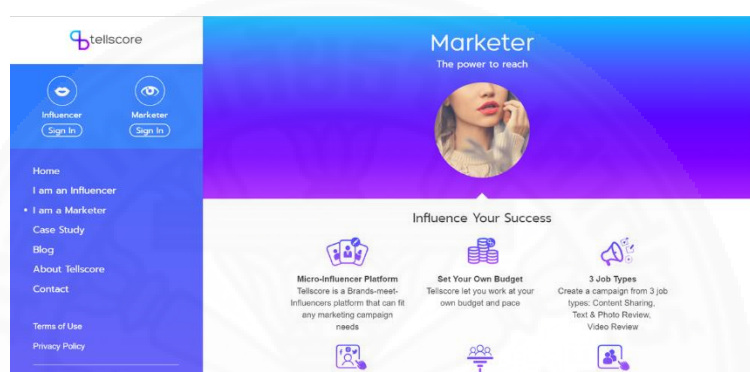 tellscore
Influencer
Marketer
Sign In
Sign In
Home
I am an Influencer
I am a Marketer
Case Study
Blog
About Tellscore
Contact
Terms of Use
Privacy Policy
Marketer
The power to reach
Influence Your Success
Micro-Influencer Platform
Tellscore is a Brands-meet-
Influencers platform that can fit
any marketing campaign
needs
Set Your Own Budget
Tellscore let you work at your
own budget and pace
3 Job Types
Create a campaign from 3 job
types: Content Sharing,
Text & Photo Review,
Video Review